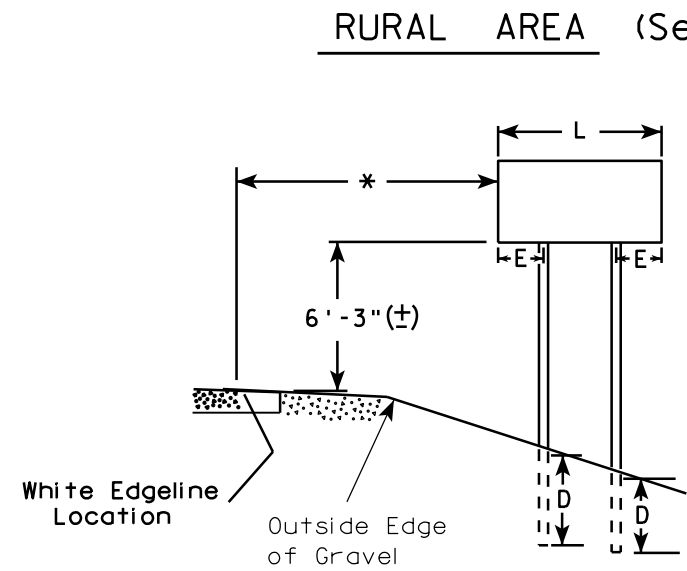 RURAL AREA (Se
L
*
E E
6'-3"(±)
White Edgeline
Location
Outside Edge
of Gravel
D
D